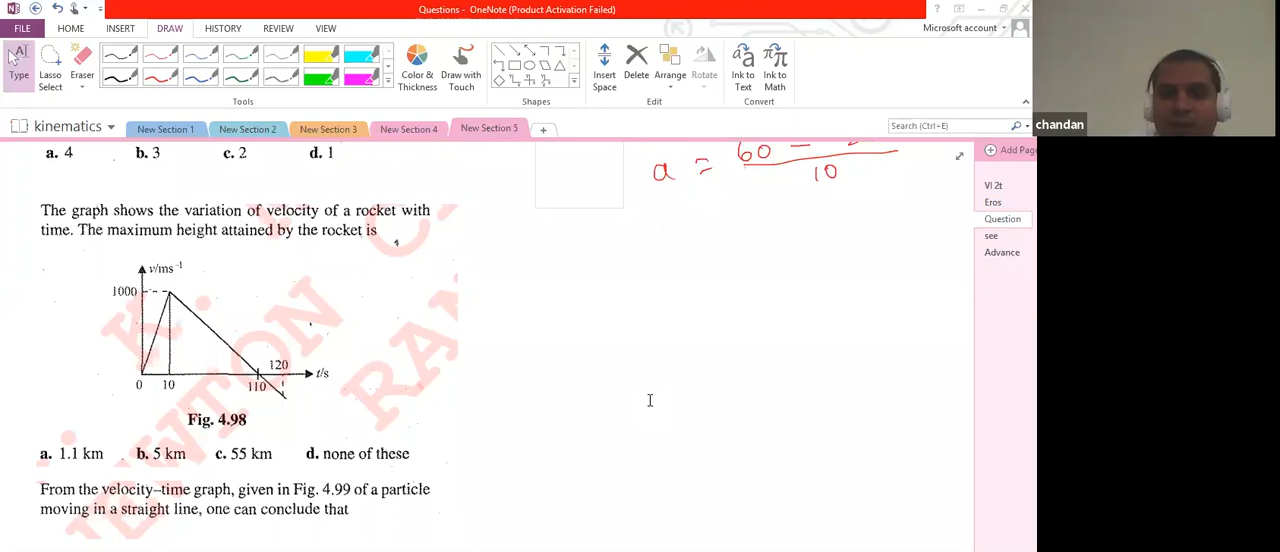 Questions - OneNote (Product Activation Failed)
FILE HOME INSERT DRAW HISTORY REVIEW VIEW Microsoft account
Type
Lasso Select
Eraser
Color & Thickness
Draw with Touch
Insert Space
Delete
Arrange
Rotate
Ink to Text
Ink to Math
Tools Shapes Edit Convert
kinematics New Section 1 New Section 2 New Section 3 New Section 4 New Section 5
Search (Ctrl+E)
chandan
Add Page
VI 2t
Eros
Question
see
Advance
a. 4 b. 3 c. 2 d. 1
a = 60 -
10
The graph shows the variation of velocity of a rocket with
time. The maximum height attained by the rocket is
v/ms⁻¹
1000
120
t/s
0 10 110
Fig. 4.98
a. 1.1 km b. 5 km c. 55 km d. none of these
From the velocity–time graph, given in Fig. 4.99 of a particle
moving in a straight line, one can conclude that